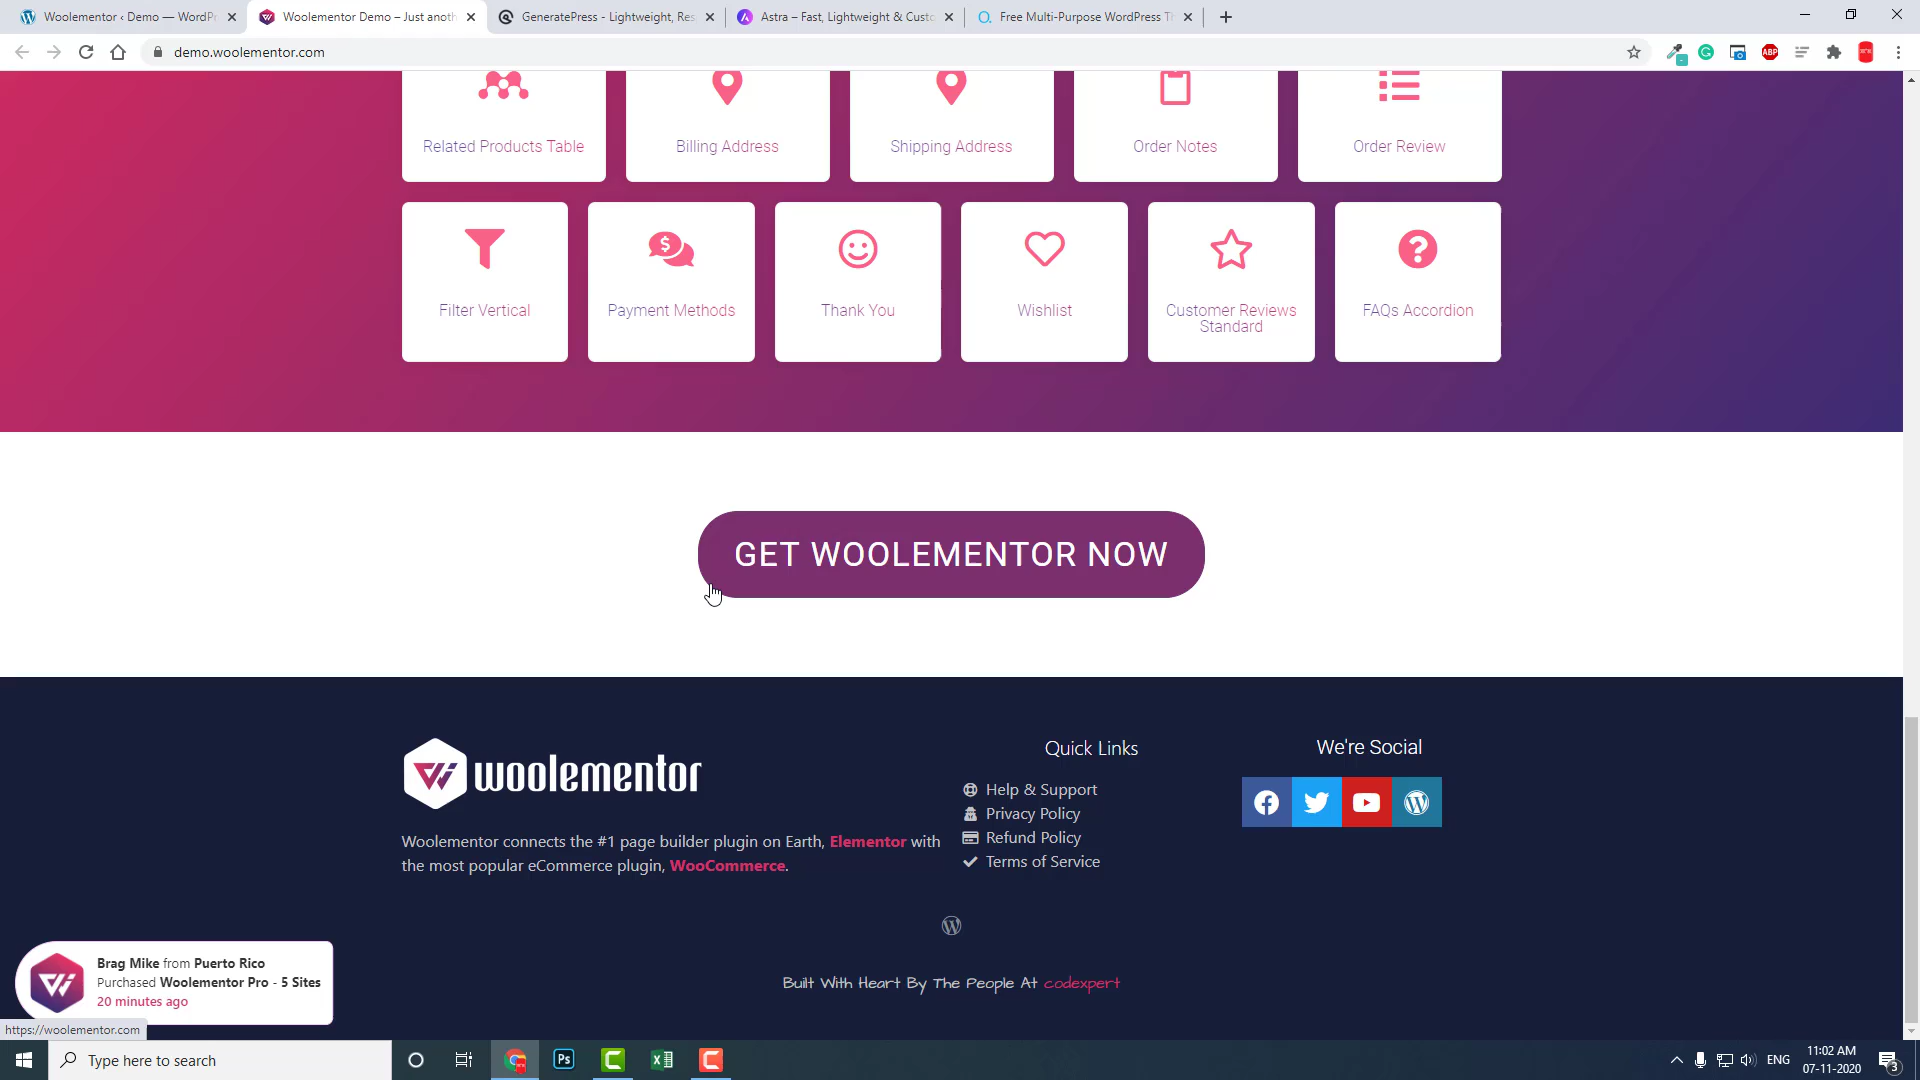 Woolementor ‹ Demo — WordPr
Woolementor Demo – Just anoth
GeneratePress - Lightweight, Res
Astra – Fast, Lightweight & Custo
Free Multi-Purpose WordPress Th
demo.woolementor.com
ABP
Related Products Table
Billing Address
Shipping Address
Order Notes
Order Review
Filter Vertical
Payment Methods
Thank You
Wishlist
Customer Reviews
Standard
FAQs Accordion
GET WOOLEMENTOR NOW
woolementor
Woolementor connects the #1 page builder plugin on Earth, Elementor with
the most popular eCommerce plugin, WooCommerce.
Quick Links
Help & Support
Privacy Policy
Refund Policy
Terms of Service
We're Social
Built With Heart By The People At codexpert
Brag Mike from Puerto Rico
Purchased Woolementor Pro - 5 Sites
20 minutes ago
https://woolementor.com
Type here to search
Ps
ENG
11:02 AM
07-11-2020
3